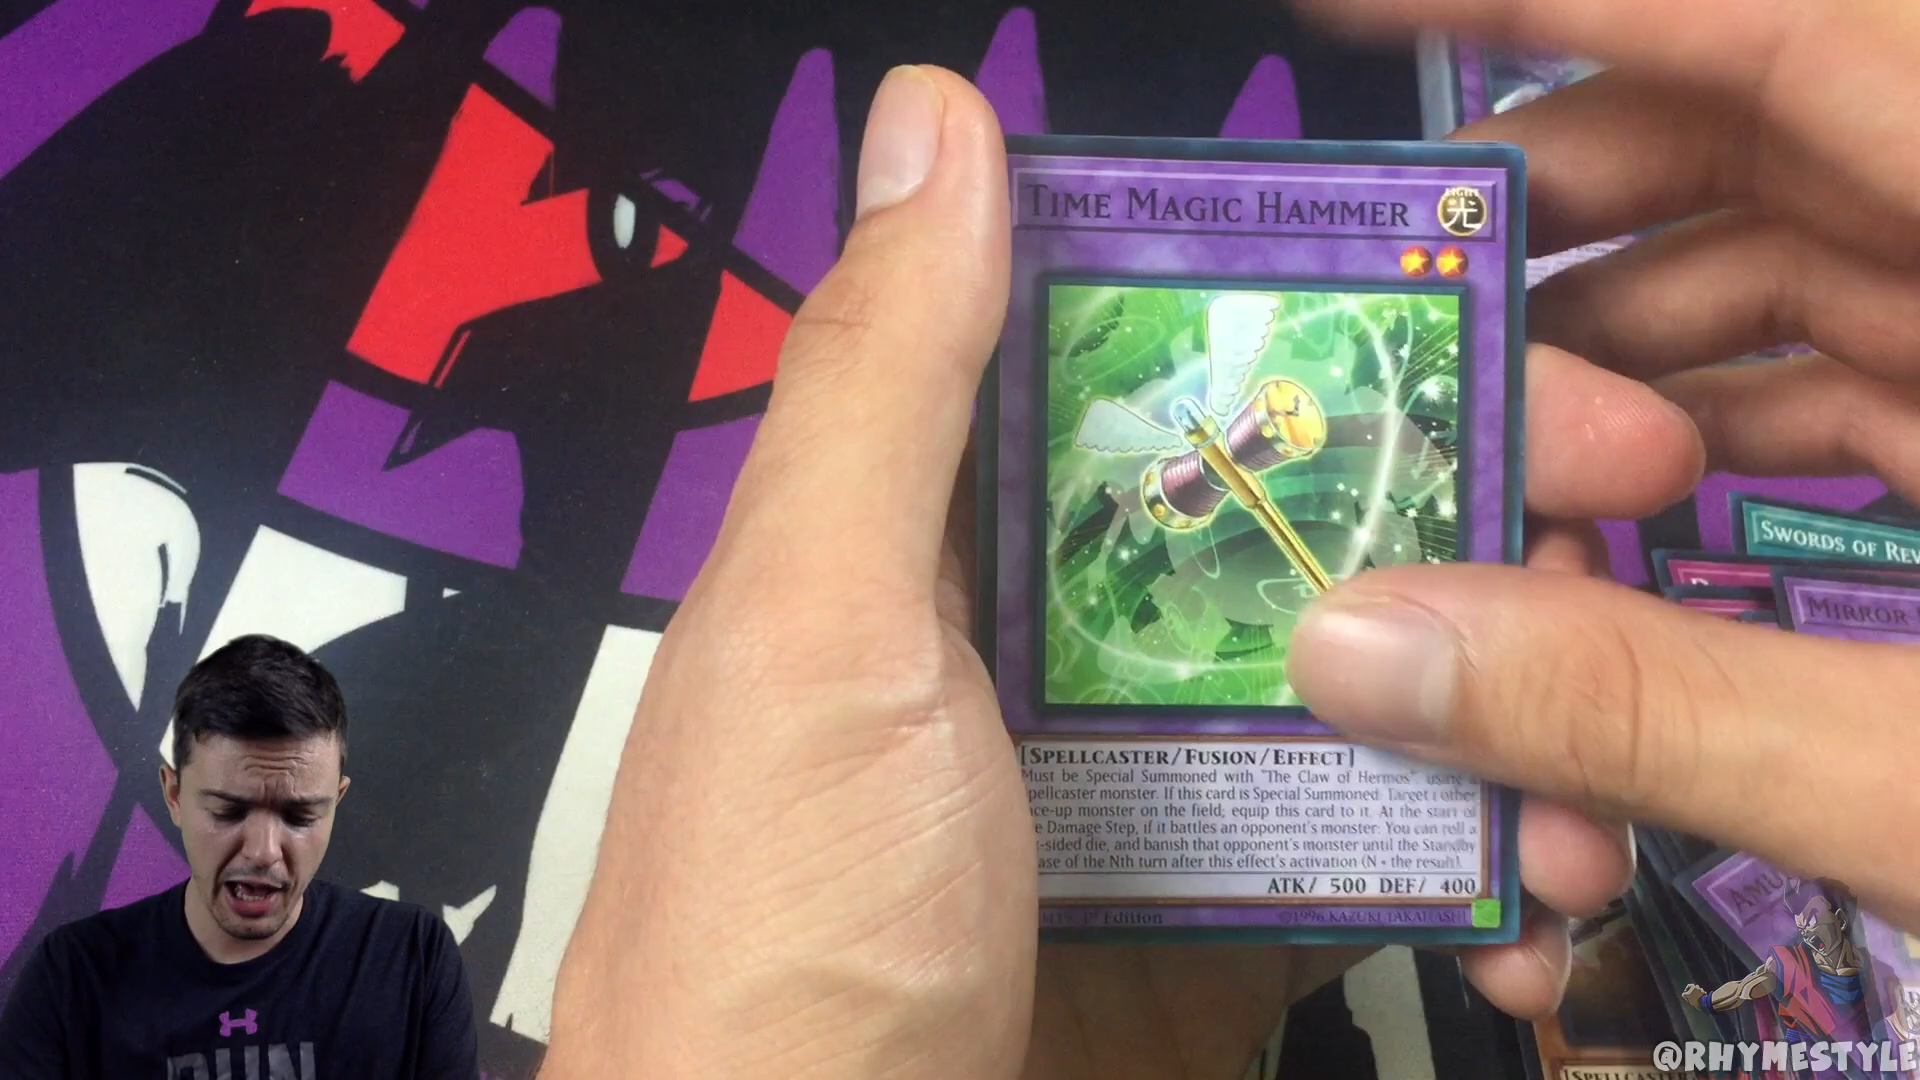 TIME MAGIC HAMMER
LIGHT
光
SWORDS OF REV
MIRROR
[SPELLCASTER/FUSION/EFFECT]
Must be Special Summoned with "The Claw of Hermos", using a
pellcaster monster. If this card is Special Summoned: Target 1 other
ce-up monster on the field; equip this card to it. At the start of
e Damage Step, if it battles an opponent's monster: You can roll a
-sided die, and banish that opponent's monster until the Standby
ase of the Nth turn after this effect's activation (N = the result).
ATK/ 500 DEF/ 400
1st Edition
©1996 KAZUKI TAKAHASHI
AMU
RUN
@RHYMESTYLE
[SPELLCASTER